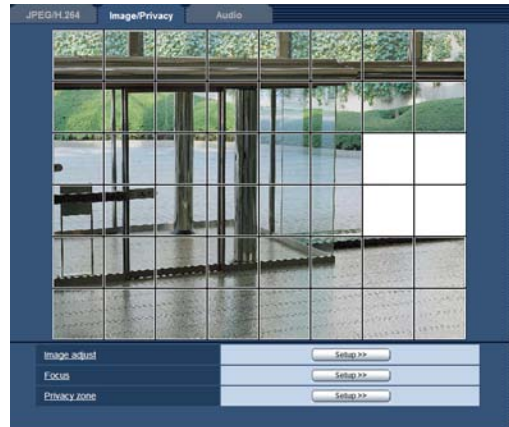 JPEG/H.264 Image/Privacy Audio
Image adjust Setup >>
Focus Setup >>
Privacy zone Setup >>